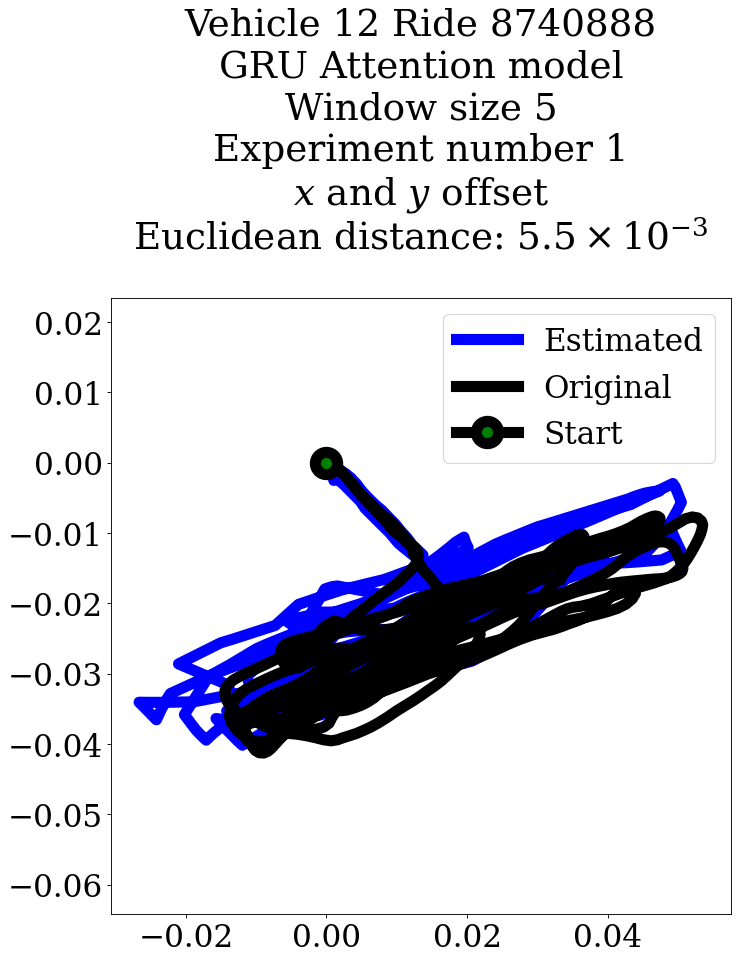 Vehicle 12 Ride 8740888
GRU Attention model
Window size 5
Experiment number 1
x and y offset
Euclidean distance: 5.5 × 10⁻³
Estimated
Original
Start
0.02
0.01
0.00
−0.01
−0.02
−0.03
−0.04
−0.05
−0.06
−0.02 0.00 0.02 0.04